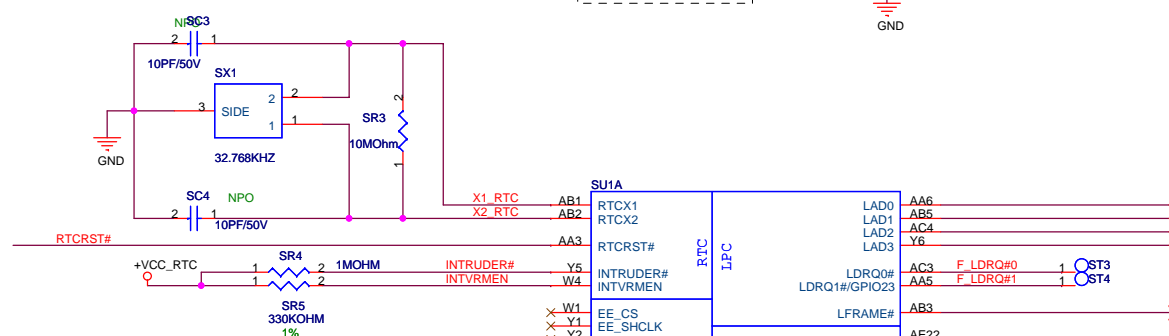 NPO
SC3
2
1
10PF/50V
GND
SX1
SIDE
3
2
2
1
1
2
SR3
10MOhm
1
32.768KHZ
GND
SC4
NPO
2
1
10PF/50V
SU1A
X1_RTC
AB1
RTCX1
X2_RTC
AB2
RTCX2
RTCRST#
AA3
RTCRST#
RTC
LPC
+VCC_RTC
SR4
1
2
1MOHM
INTRUDER#
Y5
INTRUDER#
1
2
INTVRMEN
W4
INTVRMEN
SR5
330KOHM
1%
W1
EE_CS
Y1
EE_SHCLK
Y2
LAD0
AA6
LAD1
AB5
LAD2
AC4
LAD3
Y6
LDRQ0#
AC3
F_LDRQ#0
1
ST3
LDRQ1#/GPIO23
AA5
F_LDRQ#1
1
ST4
LFRAME#
AB3